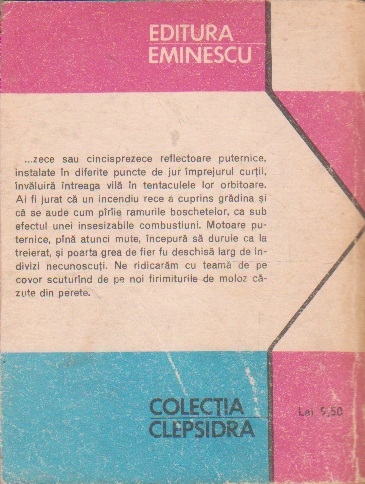 EDITURA
EMINESCU
...zece sau cincisprezece reflectoare puternice,
instalate în diferite puncte de jur împrejurul curții,
învăluiră întreaga vilă în tentaculele lor orbitoare.
Ai fi jurat că un incendiu rece a cuprins grădina și
că se aude cum pîrîie ramurile boschetelor, ca sub
efectul unei insesizabile combustiuni. Motoare pu-
ternice, pînă atunci mute, începură să duruie ca la
treierat, și poarta grea de fier fu deschisă larg de in-
divizi necunoscuți. Ne ridicarăm cu teamă de pe
covor scuturînd de pe noi firimiturile de moloz că-
zute din perete.
COLECȚIA
CLEPSIDRA
Lei 9,50